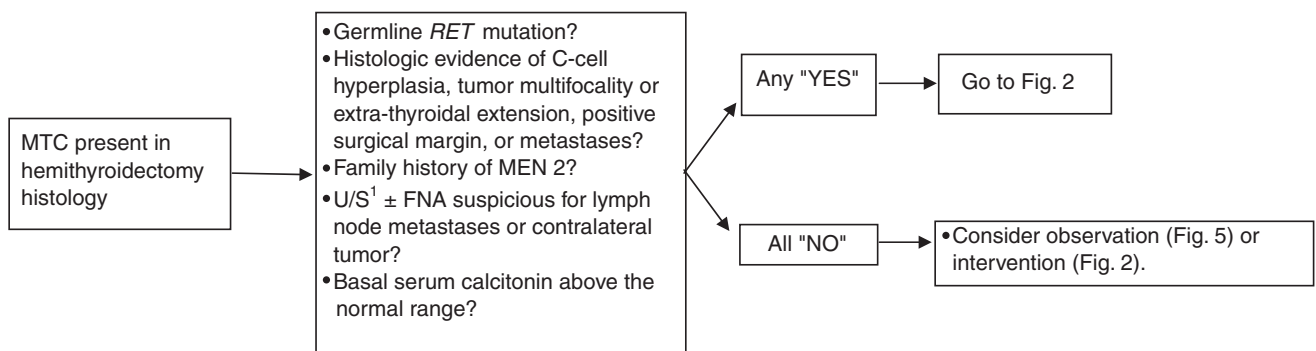 MTC present in
hemithyroidectomy
histology
•Germline RET mutation?
•Histologic evidence of C-cell
hyperplasia, tumor multifocality or
extra-thyroidal extension, positive
surgical margin, or metastases?
•Family history of MEN 2?
•U/S¹ ± FNA suspicious for lymph
node metastases or contralateral
tumor?
•Basal serum calcitonin above the
normal range?
Any "YES"
Go to Fig. 2
All "NO"
•Consider observation (Fig. 5) or
intervention (Fig. 2).